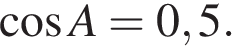 cos A = 0,5.